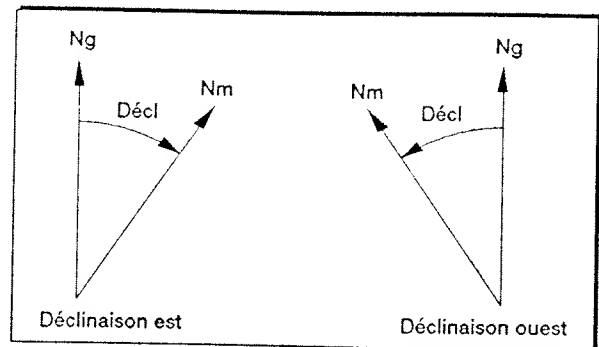 Ng
Nm
Décl
Déclinaison est
Ng
Nm
Décl
Déclinaison ouest